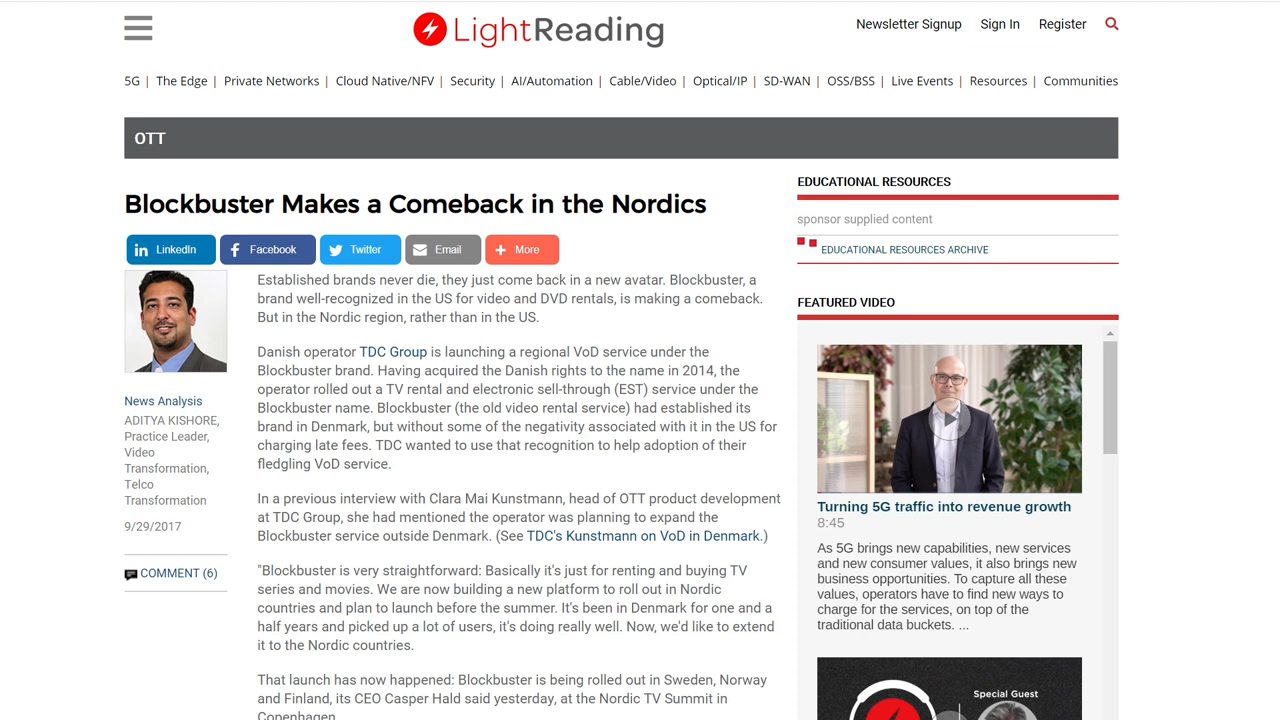 LightReading
Newsletter Signup
Sign In
Register
5G | The Edge | Private Networks | Cloud Native/NFV | Security | AI/Automation | Cable/Video | Optical/IP | SD-WAN | OSS/BSS | Live Events | Resources | Communities
OTT
Blockbuster Makes a Comeback in the Nordics
LinkedIn
Facebook
Twitter
Email
More
News Analysis
ADITYA KISHORE,
Practice Leader,
Video
Transformation,
Telco
Transformation
9/29/2017
COMMENT (6)
Established brands never die, they just come back in a new avatar. Blockbuster, a
brand well-recognized in the US for video and DVD rentals, is making a comeback.
But in the Nordic region, rather than in the US.
Danish operator TDC Group is launching a regional VoD service under the
Blockbuster brand. Having acquired the Danish rights to the name in 2014, the
operator rolled out a TV rental and electronic sell-through (EST) service under the
Blockbuster name. Blockbuster (the old video rental service) had established its
brand in Denmark, but without some of the negativity associated with it in the US for
charging late fees. TDC wanted to use that recognition to help adoption of their
fledgling VoD service.
In a previous interview with Clara Mai Kunstmann, head of OTT product development
at TDC Group, she had mentioned the operator was planning to expand the
Blockbuster service outside Denmark. (See TDC's Kunstmann on VoD in Denmark.)
"Blockbuster is very straightforward: Basically it's just for renting and buying TV
series and movies. We are now building a new platform to roll out in Nordic
countries and plan to launch before the summer. It's been in Denmark for one and a
half years and picked up a lot of users, it's doing really well. Now, we'd like to extend
it to the Nordic countries.
That launch has now happened: Blockbuster is being rolled out in Sweden, Norway
and Finland, its CEO Casper Hald said yesterday, at the Nordic TV Summit in
Copenhagen
EDUCATIONAL RESOURCES
sponsor supplied content
EDUCATIONAL RESOURCES ARCHIVE
FEATURED VIDEO
Turning 5G traffic into revenue growth
8:45
As 5G brings new capabilities, new services
and new consumer values, it also brings new
business opportunities. To capture all these
values, operators have to find new ways to
charge for the services, on top of the
traditional data buckets. ...
Special Guest